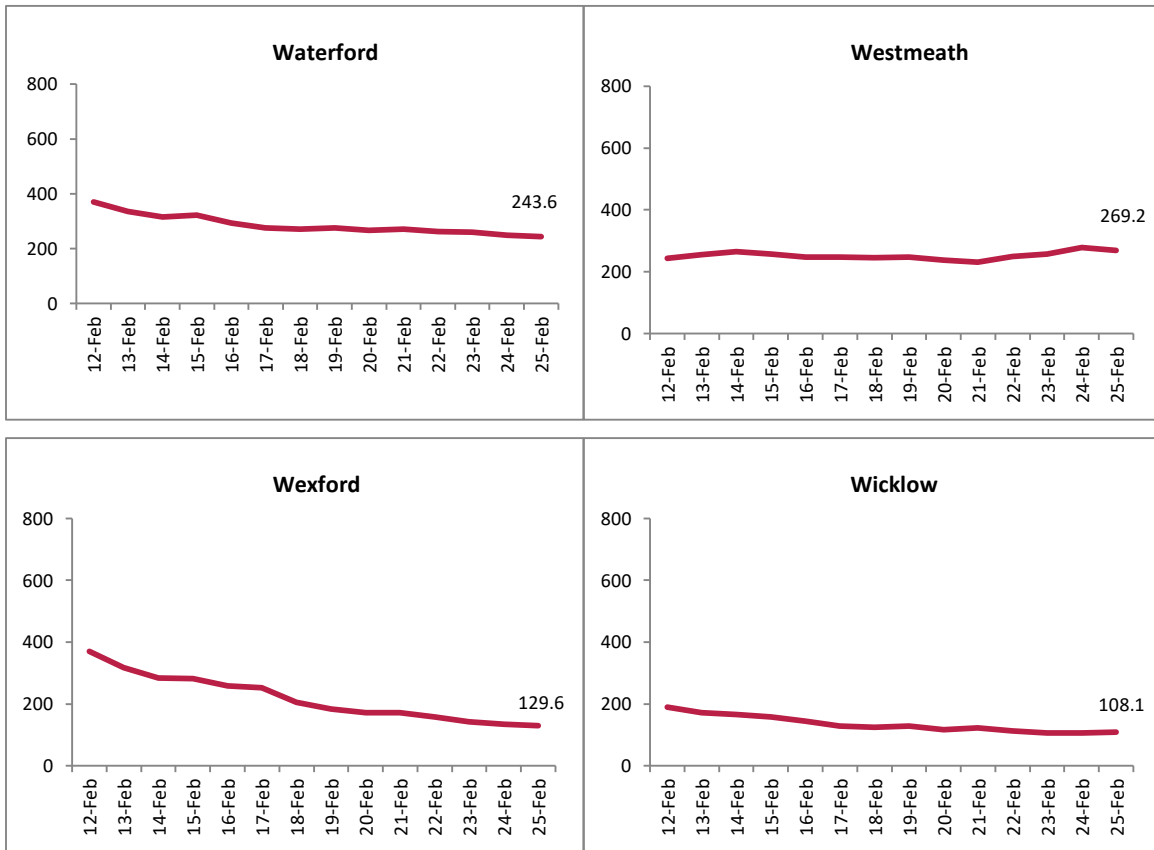 Waterford
800
600
400
200
0
243.6
12-Feb
13-Feb
14-Feb
15-Feb
16-Feb
17-Feb
18-Feb
19-Feb
20-Feb
21-Feb
22-Feb
23-Feb
24-Feb
25-Feb
Westmeath
800
600
400
200
0
269.2
12-Feb
13-Feb
14-Feb
15-Feb
16-Feb
17-Feb
18-Feb
19-Feb
20-Feb
21-Feb
22-Feb
23-Feb
24-Feb
25-Feb
Wexford
800
600
400
200
0
129.6
12-Feb
13-Feb
14-Feb
15-Feb
16-Feb
17-Feb
18-Feb
19-Feb
20-Feb
21-Feb
22-Feb
23-Feb
24-Feb
25-Feb
Wicklow
800
600
400
200
0
108.1
12-Feb
13-Feb
14-Feb
15-Feb
16-Feb
17-Feb
18-Feb
19-Feb
20-Feb
21-Feb
22-Feb
23-Feb
24-Feb
25-Feb